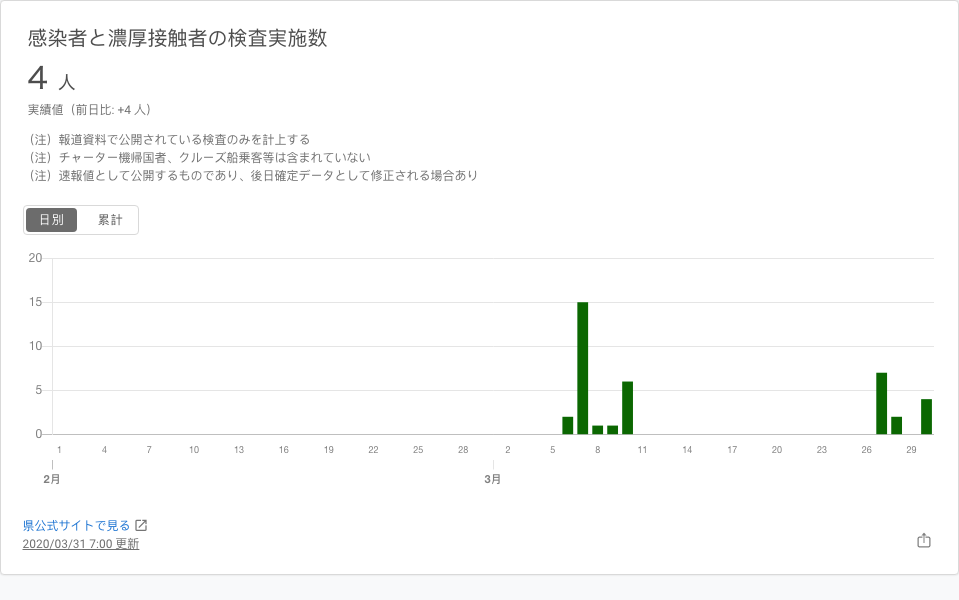 感染者と濃厚接触者の検査実施数
4 人
実績値（前日比: +4 人）
（注）報道資料で公開されている検査のみを計上する
（注）チャーター機帰国者、クルーズ船乗客等は含まれていない
（注）速報値として公開するものであり、後日確定データとして修正される場合あり
日別 累計
20
15
10
5
0
1 4 7 10 13 16 19 22 25 28 2 5 8 11 14 17 20 23 26 29
2月 3月
県公式サイトで見る
2020/03/31 7:00 更新